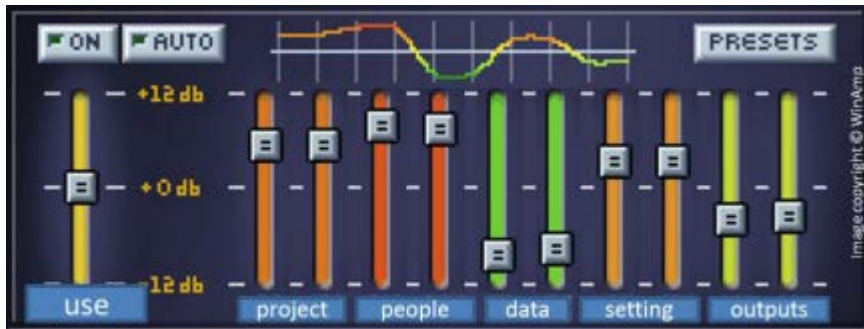 ON AUTO PRESETS
+12 db
+0 db
-12 db
use project people data setting outputs
Image copyright © WinAmp